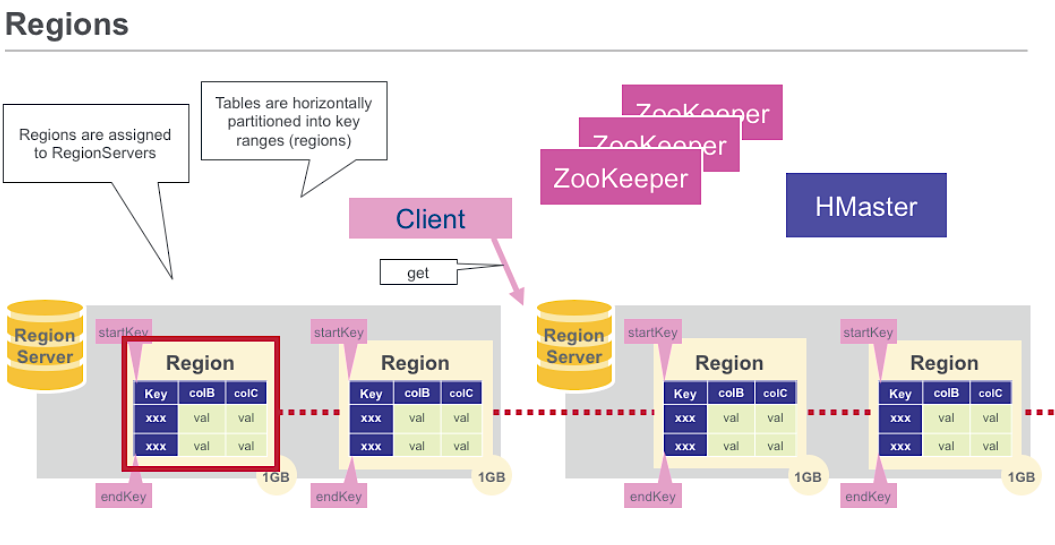 Regions
Regions are assigned
to RegionServers
Tables are horizontally
partitioned into key
ranges (regions)
ZooKeeper
ZooKeeper
ZooKeeper
HMaster
Client
get
Region
Server
startKey
Region
Key colB colC
xxx val val
xxx val val
endKey
1GB
startKey
Region
Key colB colC
xxx val val
xxx val val
endKey
1GB
Region
Server
startKey
Region
Key colB colC
xxx val val
xxx val val
endKey
1GB
startKey
Region
Key colB colC
xxx val val
xxx val val
endKey
1GB